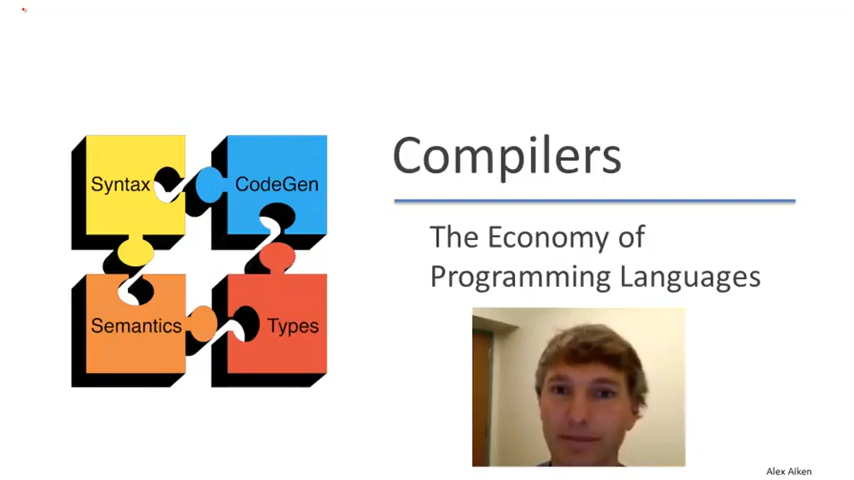 Compilers
Syntax
CodeGen
The Economy of
Programming Languages
Semantics
Types
Alex Aiken